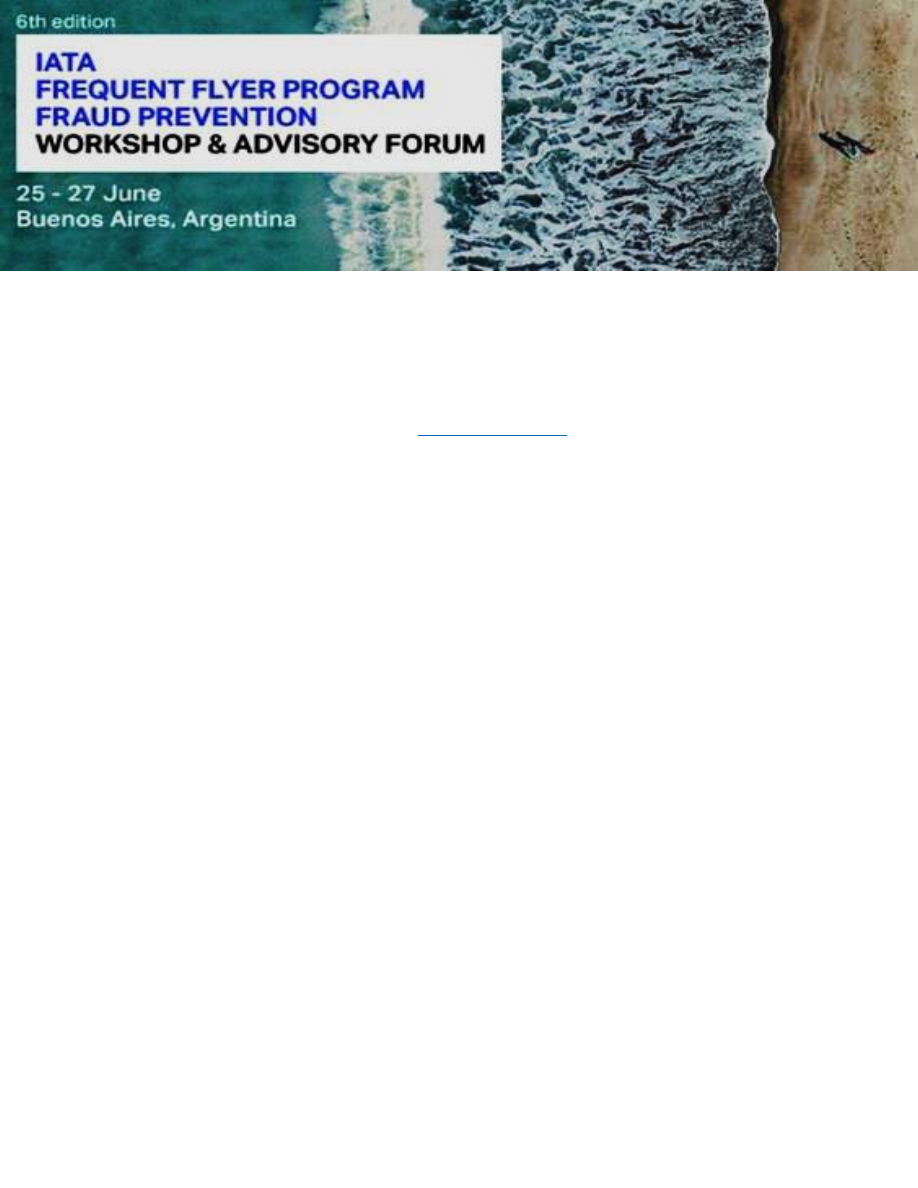 6th edition
IATA
FREQUENT FLYER PROGRAM
FRAUD PREVENTION
WORKSHOP & ADVISORY FORUM
25 - 27 June
Buenos Aires, Argentina